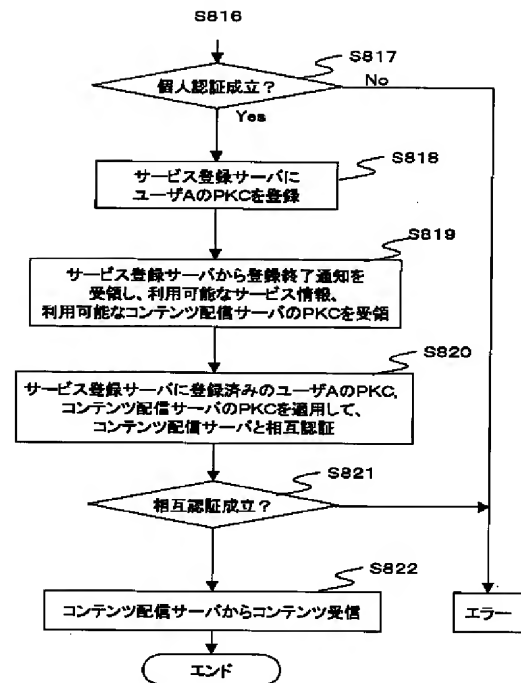 S816
S817
個人認証成立?
No
Yes
S818
サービス登録サーバに
ユーザAのPKCを登録
S819
サービス登録サーバから登録終了通知を
受領し、利用可能なサービス情報、
利用可能なコンテンツ配信サーバのPKCを受領
S820
サービス登録サーバに登録済みのユーザAのPKC,
コンテンツ配信サーバのPKCを適用して、
コンテンツ配信サーバと相互認証
S821
相互認証成立?
S822
コンテンツ配信サーバからコンテンツ受信
エラー
エンド